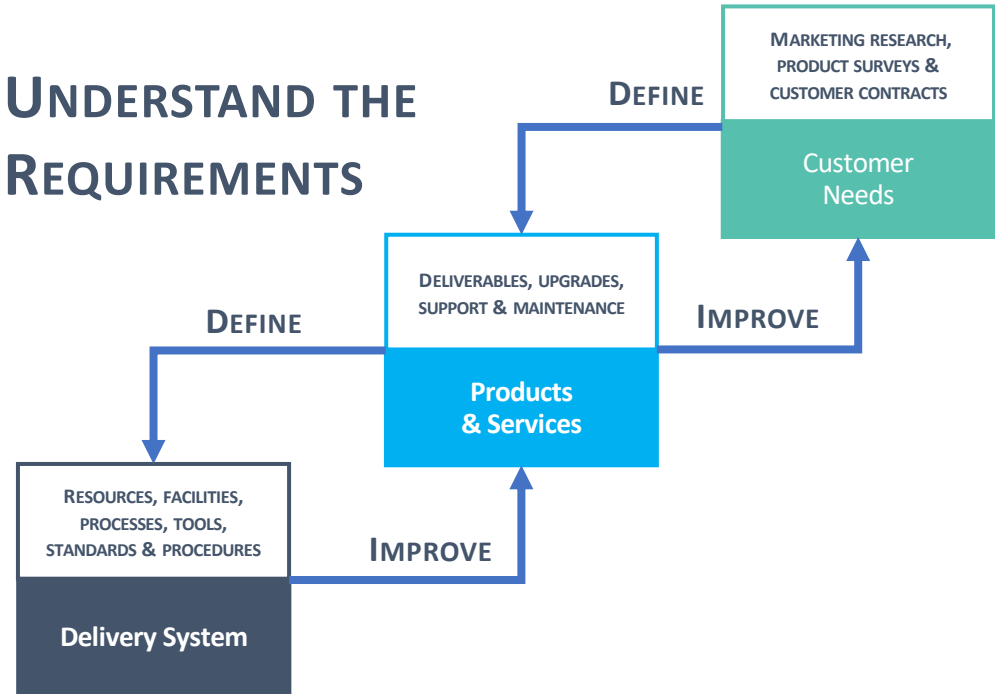 UNDERSTAND THE
REQUIREMENTS
MARKETING RESEARCH,
PRODUCT SURVEYS &
CUSTOMER CONTRACTS
Customer
Needs
DEFINE
DELIVERABLES, UPGRADES,
SUPPORT & MAINTENANCE
Products
& Services
IMPROVE
DEFINE
RESOURCES, FACILITIES,
PROCESSES, TOOLS,
STANDARDS & PROCEDURES
Delivery System
IMPROVE